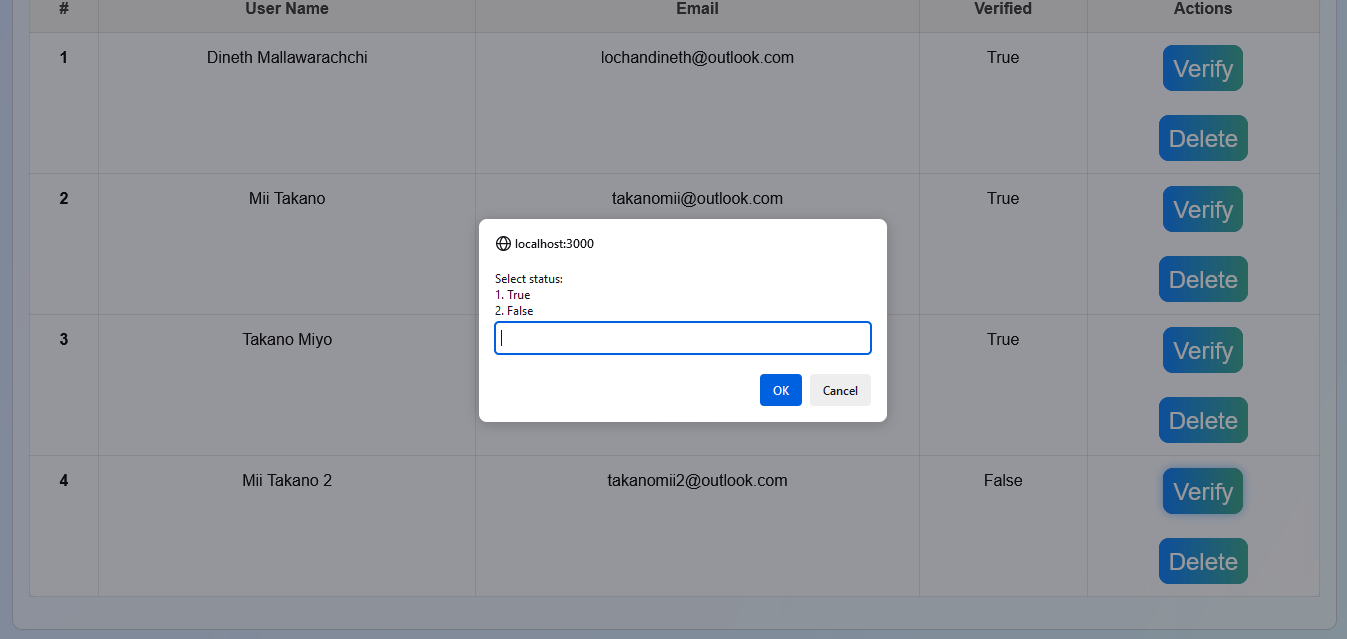 # User Name Email Verified Actions
1 Dineth Mallawarachchi lochandineth@outlook.com True Verify
Delete
2 Mii Takano takanomii@outlook.com True Verify
Delete
localhost:3000
Select status:
1. True
2. False
OK Cancel
3 Takano Miyo True Verify
Delete
4 Mii Takano 2 takanomii2@outlook.com False Verify
Delete